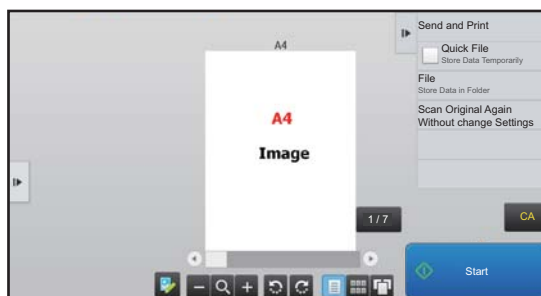 A4
A4
Image
1 / 7
Send and Print
Quick File
Store Data Temporarily
File
Store Data in Folder
Scan Original Again
Without change Settings
CA
Start